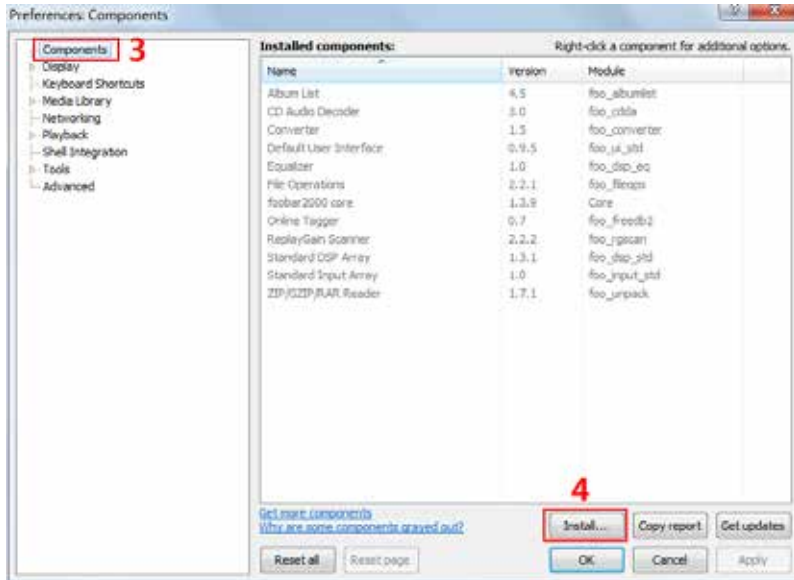 Preferences: Components
Components 3
Display
Keyboard Shortcuts
Media Library
Networking
Playback
Shell Integration
Tools
Advanced
Installed components: Right-click a component for additional options.
Name Version Module
Album List 4.5 foo_albumlist
CD Audio Decoder 3.0 foo_cdda
Converter 1.5 foo_converter
Default User Interface 0.9.5 foo_ui_std
Equalizer 1.0 foo_dsp_eq
File Operations 2.2.1 foo_fileops
foobar2000 core 1.3.9 Core
Online Tagger 0.7 foo_freedb2
ReplayGain Scanner 2.2.2 foo_rgscan
Standard DSP Array 1.3.1 foo_dsp_std
Standard Input Array 1.0 foo_input_std
ZIP/GZIP/RAR Reader 1.7.1 foo_unpack
4
Get more components
Why are some components grayed out?
Install... Copy report Get updates
Reset all Reset page OK Cancel Apply